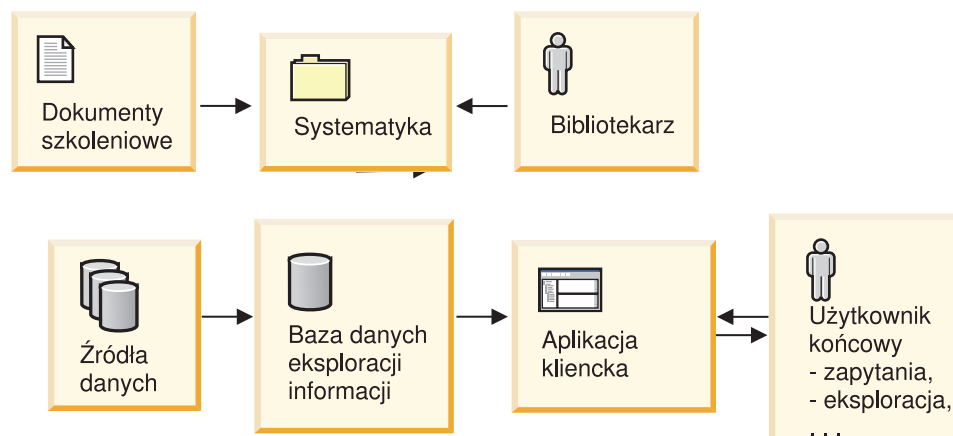 Dokumenty
szkoleniowe
Systematyka
Bibliotekarz
Źródła
danych
Baza danych
eksploracji
informacji
Aplikacja
kliencka
Użytkownik
końcowy
- zapytania,
- eksploracja,